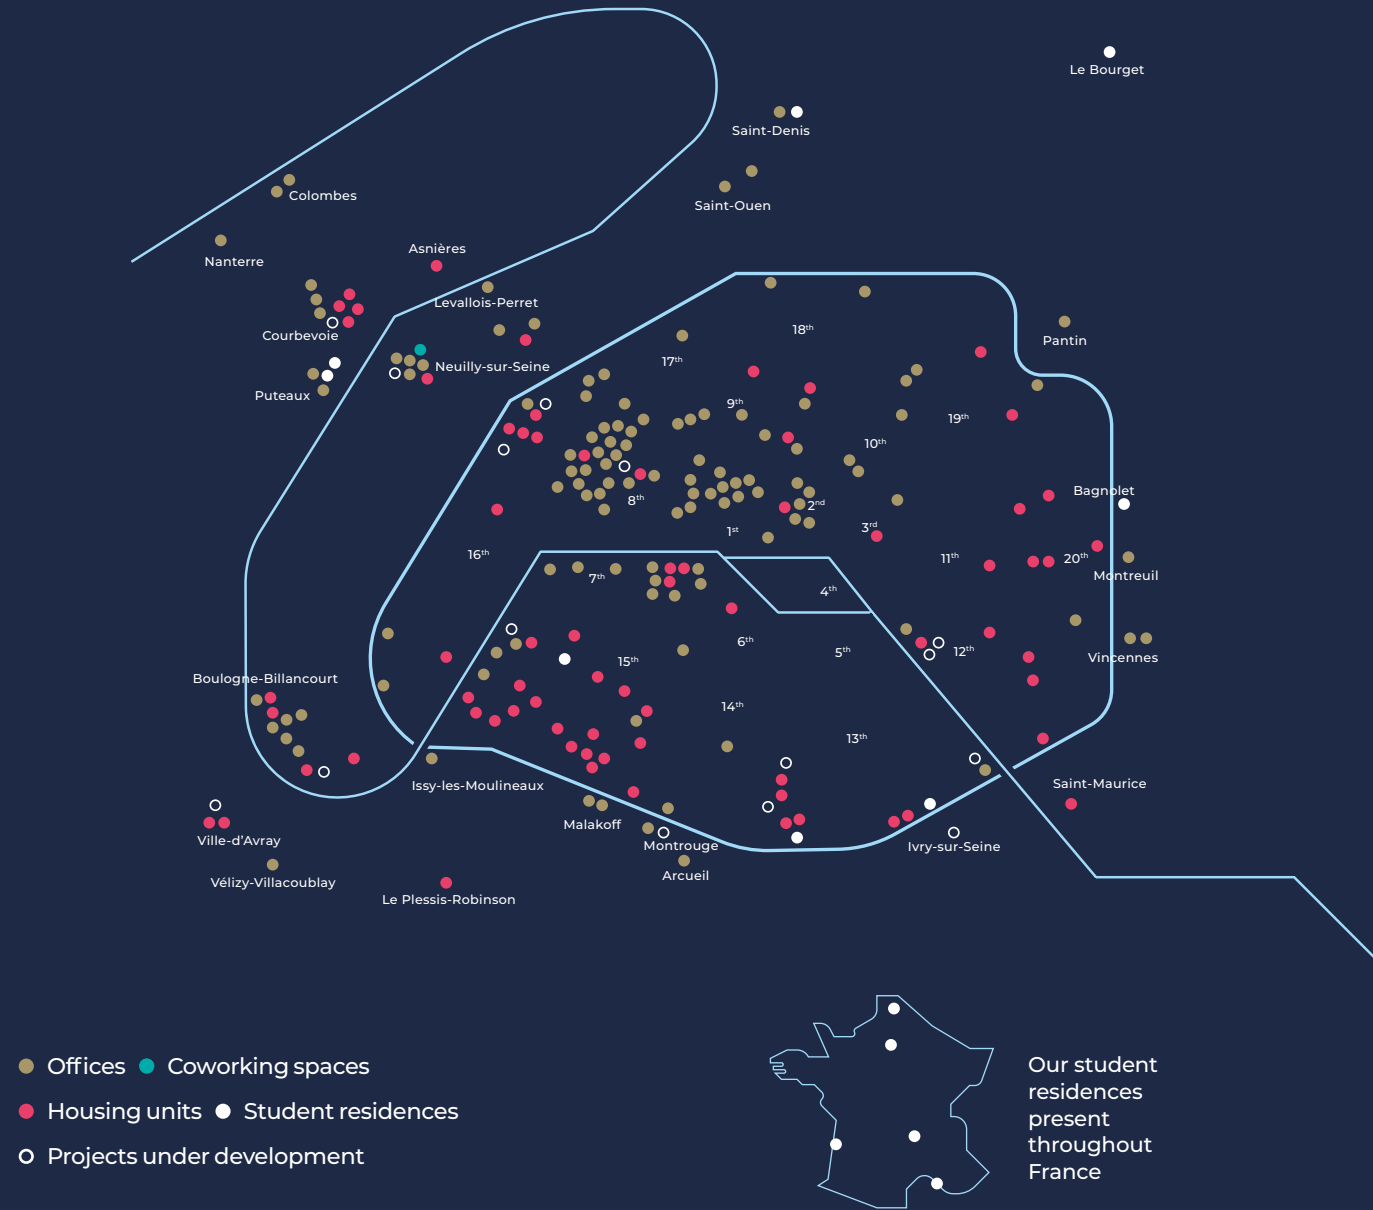 Le Bourget
Saint-Denis
Saint-Ouen
Colombes
Nanterre
Asnières
Levallois-Perret
Courbevoie
18th
Pantin
17th
Neuilly-sur-Seine
Puteaux
9th
19th
10th
Bagnolet
8th
2nd
3rd
1st
16th
11th
20th
7th
Montreuil
4th
6th
5th
12th
15th
Vincennes
Boulogne-Billancourt
14th
13th
Issy-les-Moulineaux
Saint-Maurice
Malakoff
Ville-d’Avray
Montrouge
Ivry-sur-Seine
Arcueil
Vélizy-Villacoublay
Le Plessis-Robinson
Offices
Coworking spaces
Housing units
Student residences
Projects under development
Our student
residences
present
throughout
France